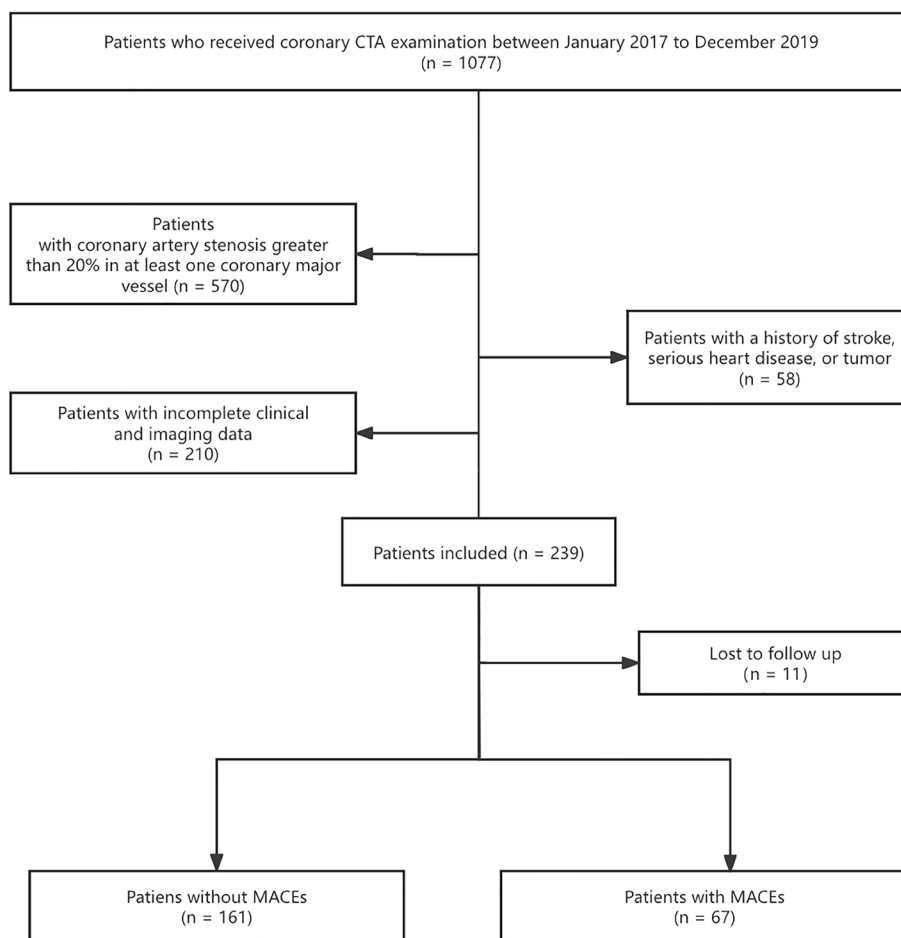 Patients who received coronary CTA examination between January 2017 to December 2019
(n = 1077)
Patients
with coronary artery stenosis greater
than 20% in at least one coronary major
vessel (n = 570)
Patients with a history of stroke,
serious heart disease, or tumor
(n = 58)
Patients with incomplete clinical
and imaging data
(n = 210)
Patients included (n = 239)
Lost to follow up
(n = 11)
Patiens without MACEs
(n = 161)
Patients with MACEs
(n = 67)